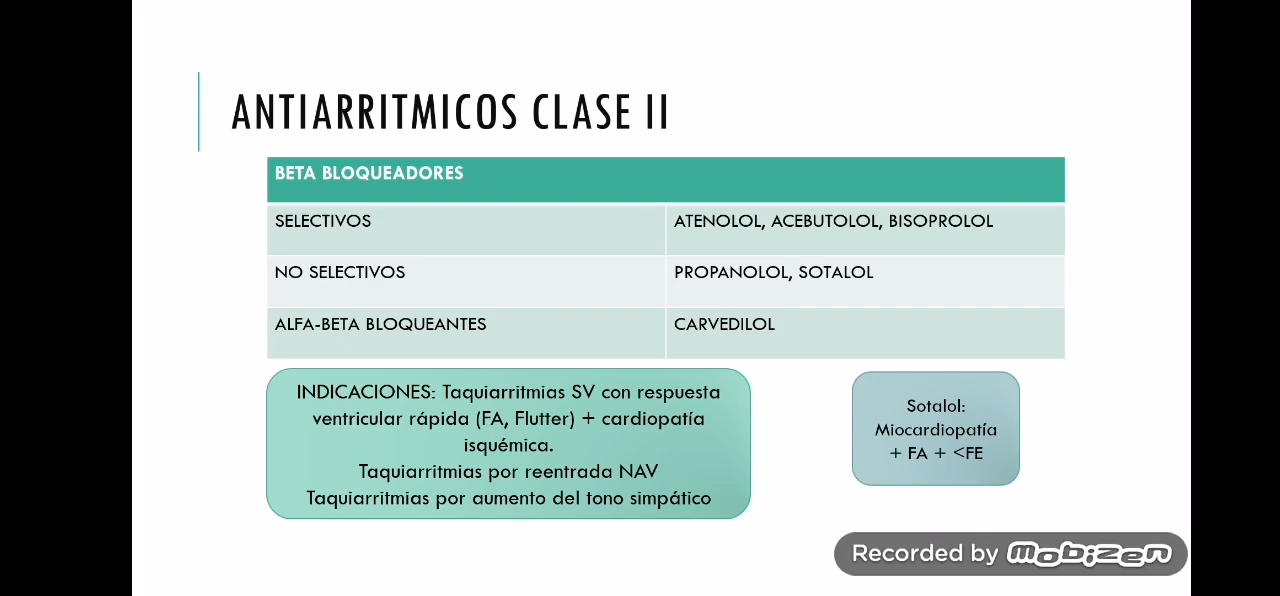 ANTIARRITMICOS CLASE II
BETA BLOQUEADORES
SELECTIVOS
ATENOLOL, ACEBUTOLOL, BISOPROLOL
NO SELECTIVOS
PROPANOLOL, SOTALOL
ALFA-BETA BLOQUEANTES
CARVEDILOL
INDICACIONES: Taquiarritmias SV con respuesta
ventricular rápida (FA, Flutter) + cardiopatía
isquémica.
Taquiarritmias por reentrada NAV
Taquiarritmias por aumento del tono simpático
Sotalol:
Miocardiopatía
+ FA + <FE
Recorded by mobizen